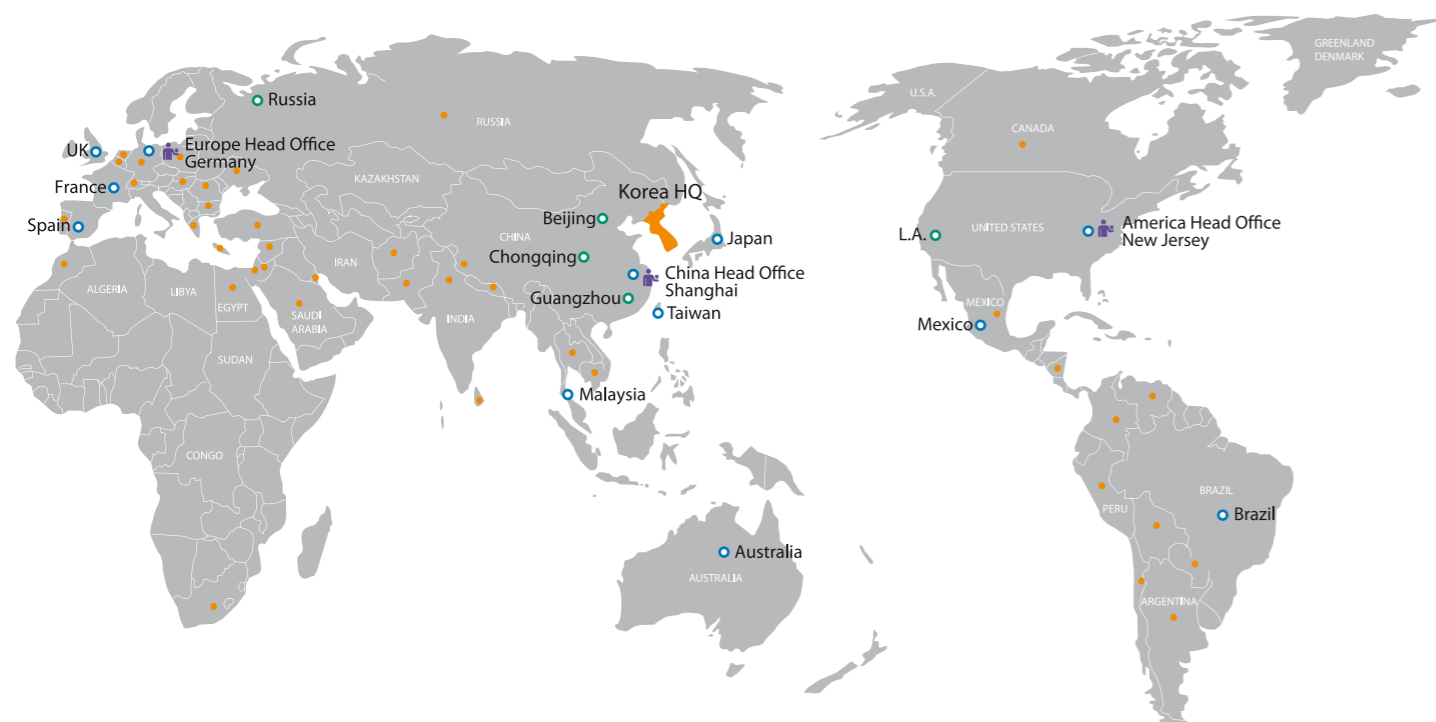 GREENLAND
DENMARK
U.S.A.
Russia
RUSSIA
CANADA
UK
Europe Head Office
Germany
KAZAKHSTAN
France
Korea HQ
Spain
Beijing
Japan
CHINA
L.A.
UNITED STATES
America Head Office
New Jersey
Chongqing
IRAN
China Head Office
Shanghai
ALGERIA
LIBYA
EGYPT
SAUDI
ARABIA
INDIA
Guangzhou
Taiwan
MEXICO
Mexico
SUDAN
Malaysia
CONGO
BRAZIL
PERU
Brazil
Australia
AUSTRALIA
ARGENTINA